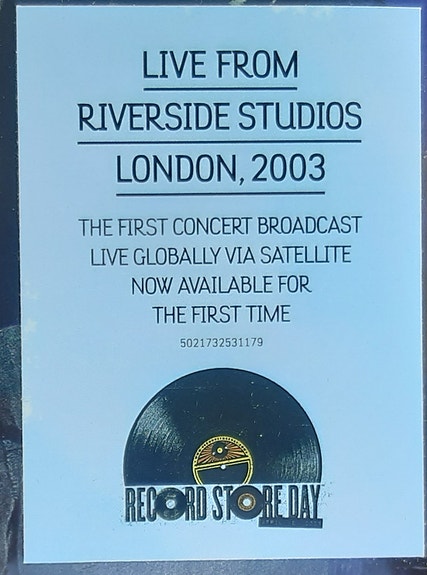 LIVE FROM
RIVERSIDE STUDIOS
LONDON, 2003
THE FIRST CONCERT BROADCAST
LIVE GLOBALLY VIA SATELLITE
NOW AVAILABLE FOR
THE FIRST TIME
5021732531179
RECORD STORE DAY